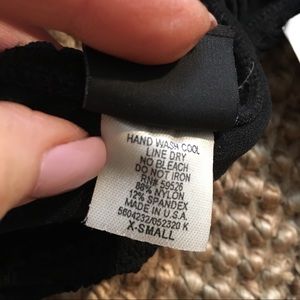 HAND WASH COOL
LINE DRY
NO BLEACH
DO NOT IRON
RN# 59526
88% NYLON
12% SPANDEX
MADE IN U.S.A.
5604232/052320 K
X-SMALL